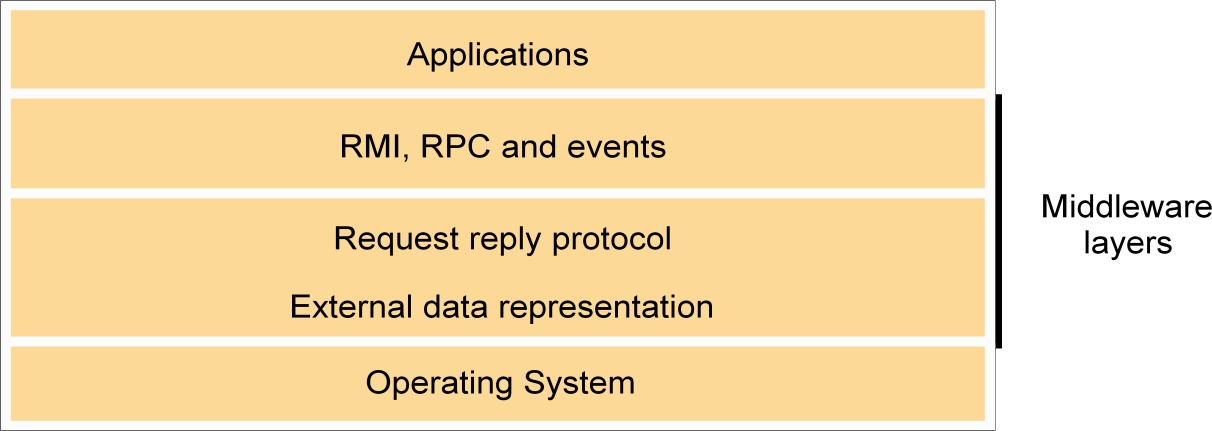 Applications
RMI, RPC and events
Request reply protocol
External data representation
Operating System
Middleware
layers